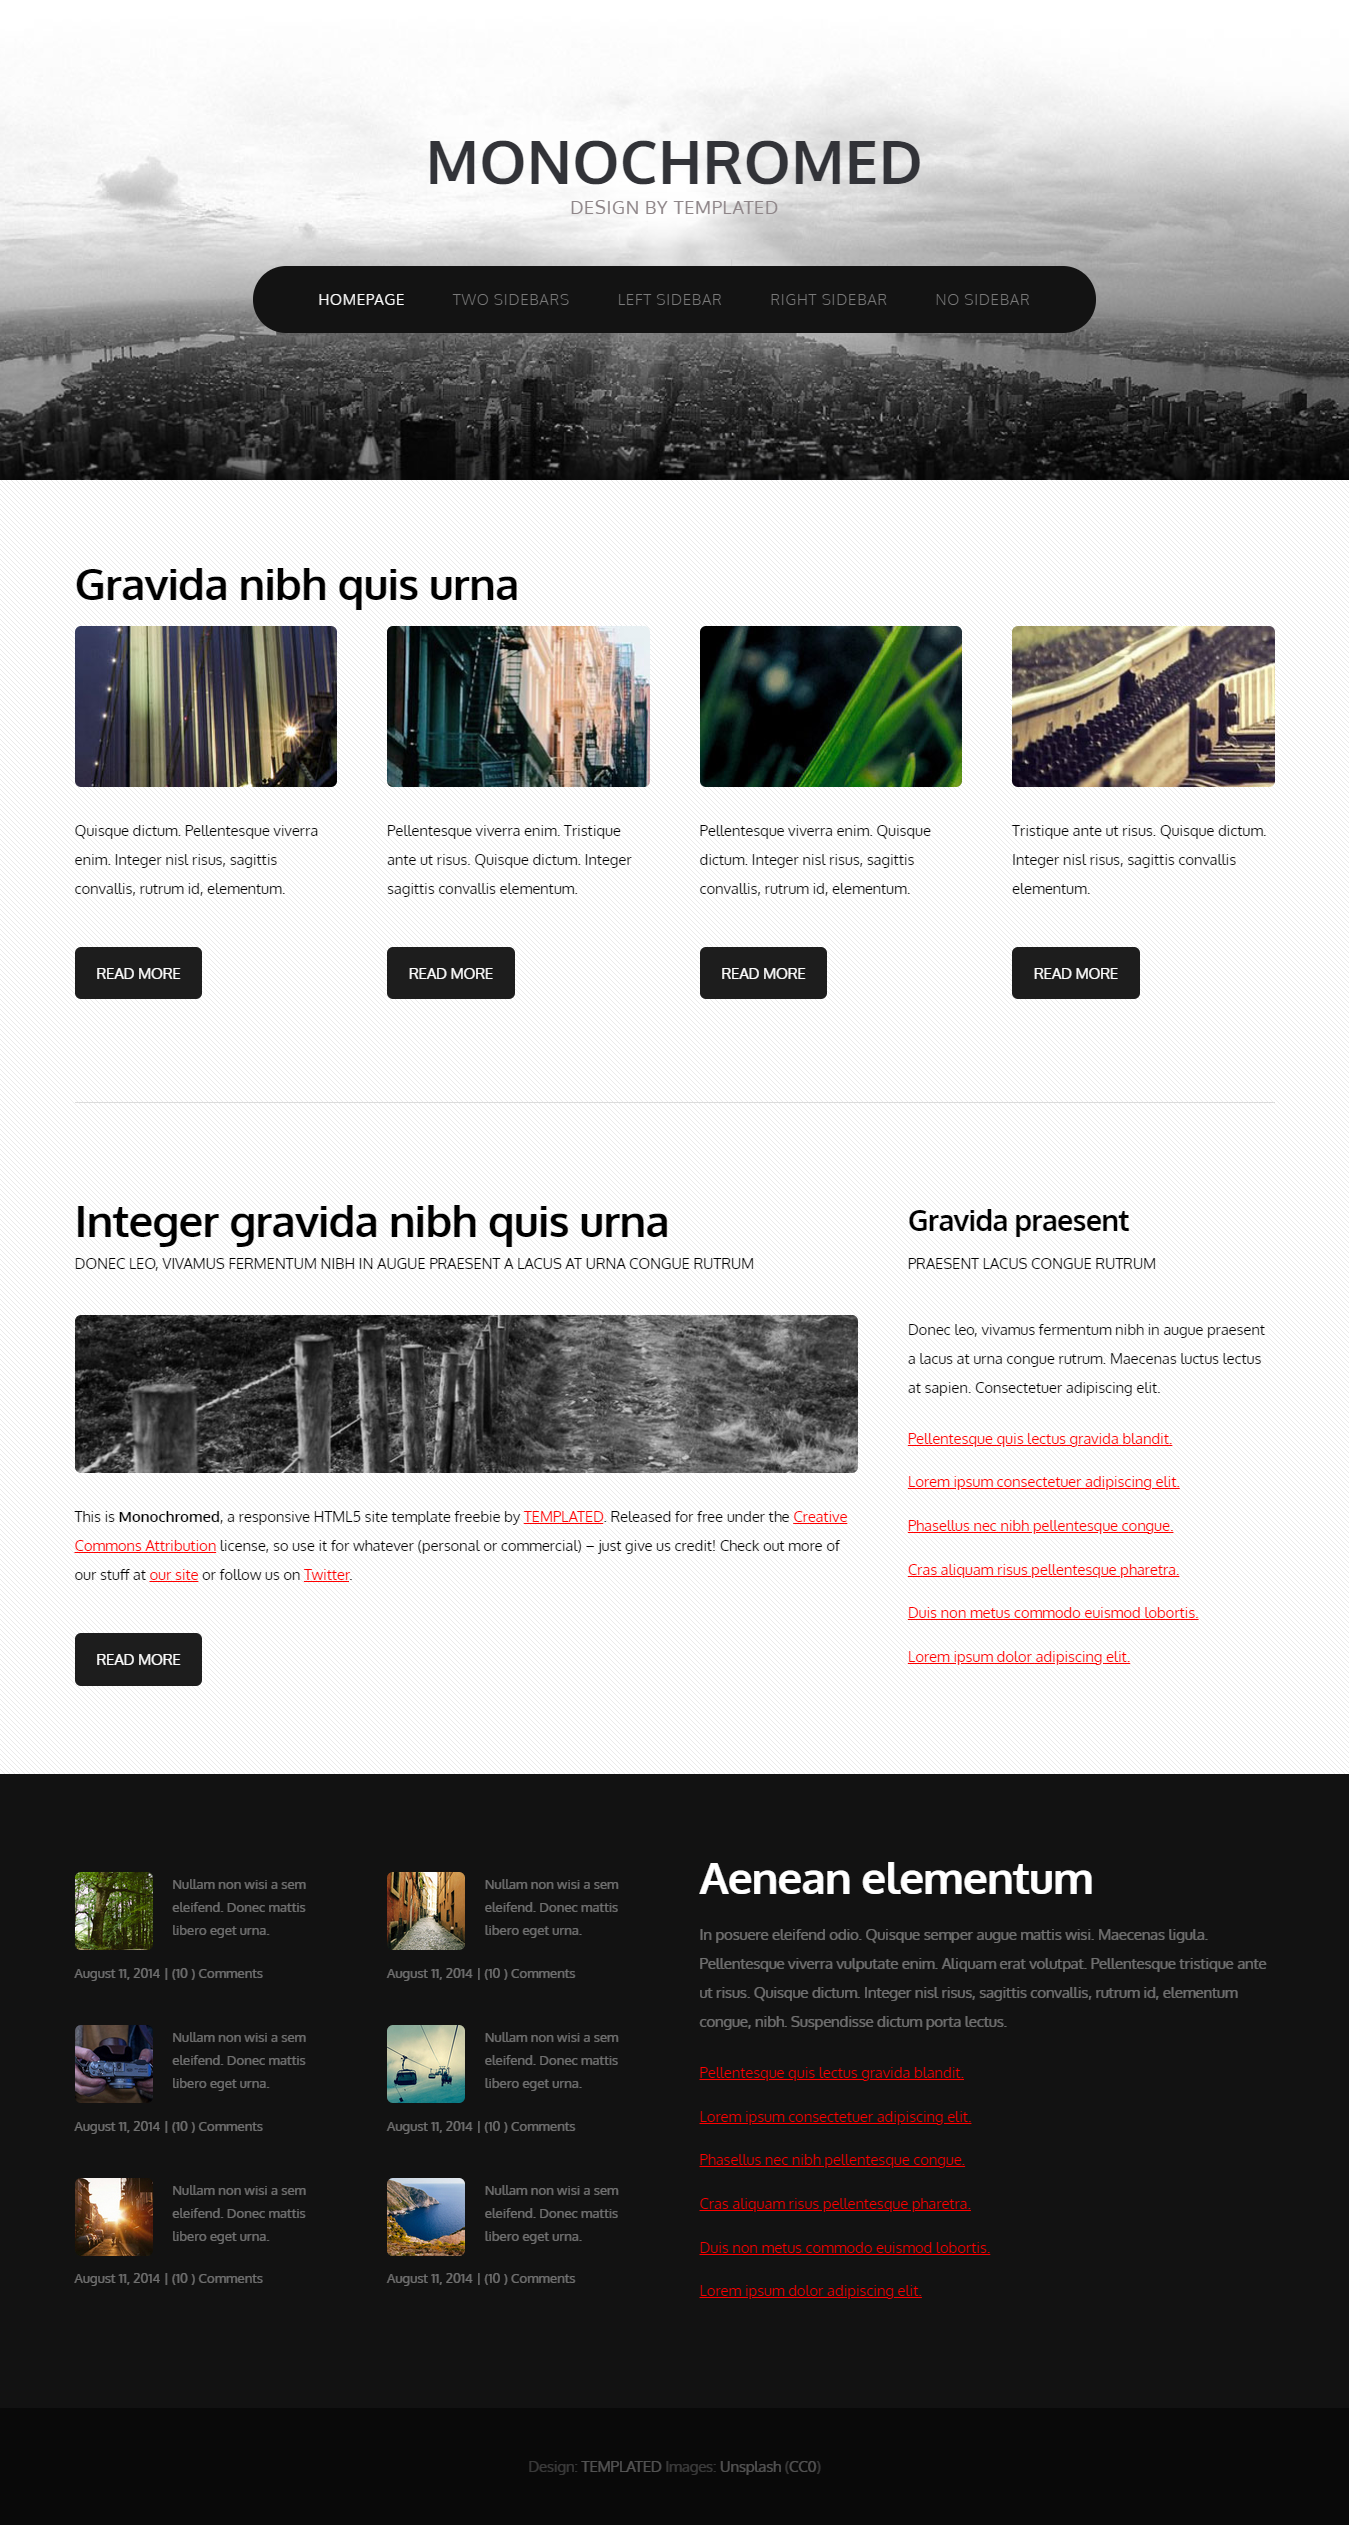 MONOCHROMED
DESIGN BY TEMPLATED
HOMEPAGE TWO SIDEBARS LEFT SIDEBAR RIGHT SIDEBAR NO SIDEBAR
Gravida nibh quis urna
Quisque dictum. Pellentesque viverra
enim. Integer nisl risus, sagittis
convallis, rutrum id, elementum.
READ MORE
Pellentesque viverra enim. Tristique
ante ut risus. Quisque dictum. Integer
sagittis convallis elementum.
READ MORE
Pellentesque viverra enim. Quisque
dictum. Integer nisl risus, sagittis
convallis, rutrum id, elementum.
READ MORE
Tristique ante ut risus. Quisque dictum.
Integer nisl risus, sagittis convallis
elementum.
READ MORE
Integer gravida nibh quis urna
DONEC LEO, VIVAMUS FERMENTUM NIBH IN AUGUE PRAESENT A LACUS AT URNA CONGUE RUTRUM
This is Monochromed, a responsive HTML5 site template freebie by TEMPLATED. Released for free under the Creative
Commons Attribution license, so use it for whatever (personal or commercial) – just give us credit! Check out more of
our stuff at our site or follow us on Twitter.
READ MORE
Gravida praesent
PRAESENT LACUS CONGUE RUTRUM
Donec leo, vivamus fermentum nibh in augue praesent
a lacus at urna congue rutrum. Maecenas luctus lectus
at sapien. Consectetuer adipiscing elit.
Pellentesque quis lectus gravida blandit.
Lorem ipsum consectetuer adipiscing elit.
Phasellus nec nibh pellentesque congue.
Cras aliquam risus pellentesque pharetra.
Duis non metus commodo euismod lobortis.
Lorem ipsum dolor adipiscing elit.
Nullam non wisi a sem
eleifend. Donec mattis
libero eget urna.
August 11, 2014 | (10 ) Comments
Nullam non wisi a sem
eleifend. Donec mattis
libero eget urna.
August 11, 2014 | (10 ) Comments
Nullam non wisi a sem
eleifend. Donec mattis
libero eget urna.
August 11, 2014 | (10 ) Comments
Nullam non wisi a sem
eleifend. Donec mattis
libero eget urna.
August 11, 2014 | (10 ) Comments
Nullam non wisi a sem
eleifend. Donec mattis
libero eget urna.
August 11, 2014 | (10 ) Comments
Nullam non wisi a sem
eleifend. Donec mattis
libero eget urna.
August 11, 2014 | (10 ) Comments
Aenean elementum
In posuere eleifend odio. Quisque semper augue mattis wisi. Maecenas ligula.
Pellentesque viverra vulputate enim. Aliquam erat volutpat. Pellentesque tristique ante
ut risus. Quisque dictum. Integer nisl risus, sagittis convallis, rutrum id, elementum
congue, nibh. Suspendisse dictum porta lectus.
Pellentesque quis lectus gravida blandit.
Lorem ipsum consectetuer adipiscing elit.
Phasellus nec nibh pellentesque congue.
Cras aliquam risus pellentesque pharetra.
Duis non metus commodo euismod lobortis.
Lorem ipsum dolor adipiscing elit.
Design: TEMPLATED Images: Unsplash (CC0)